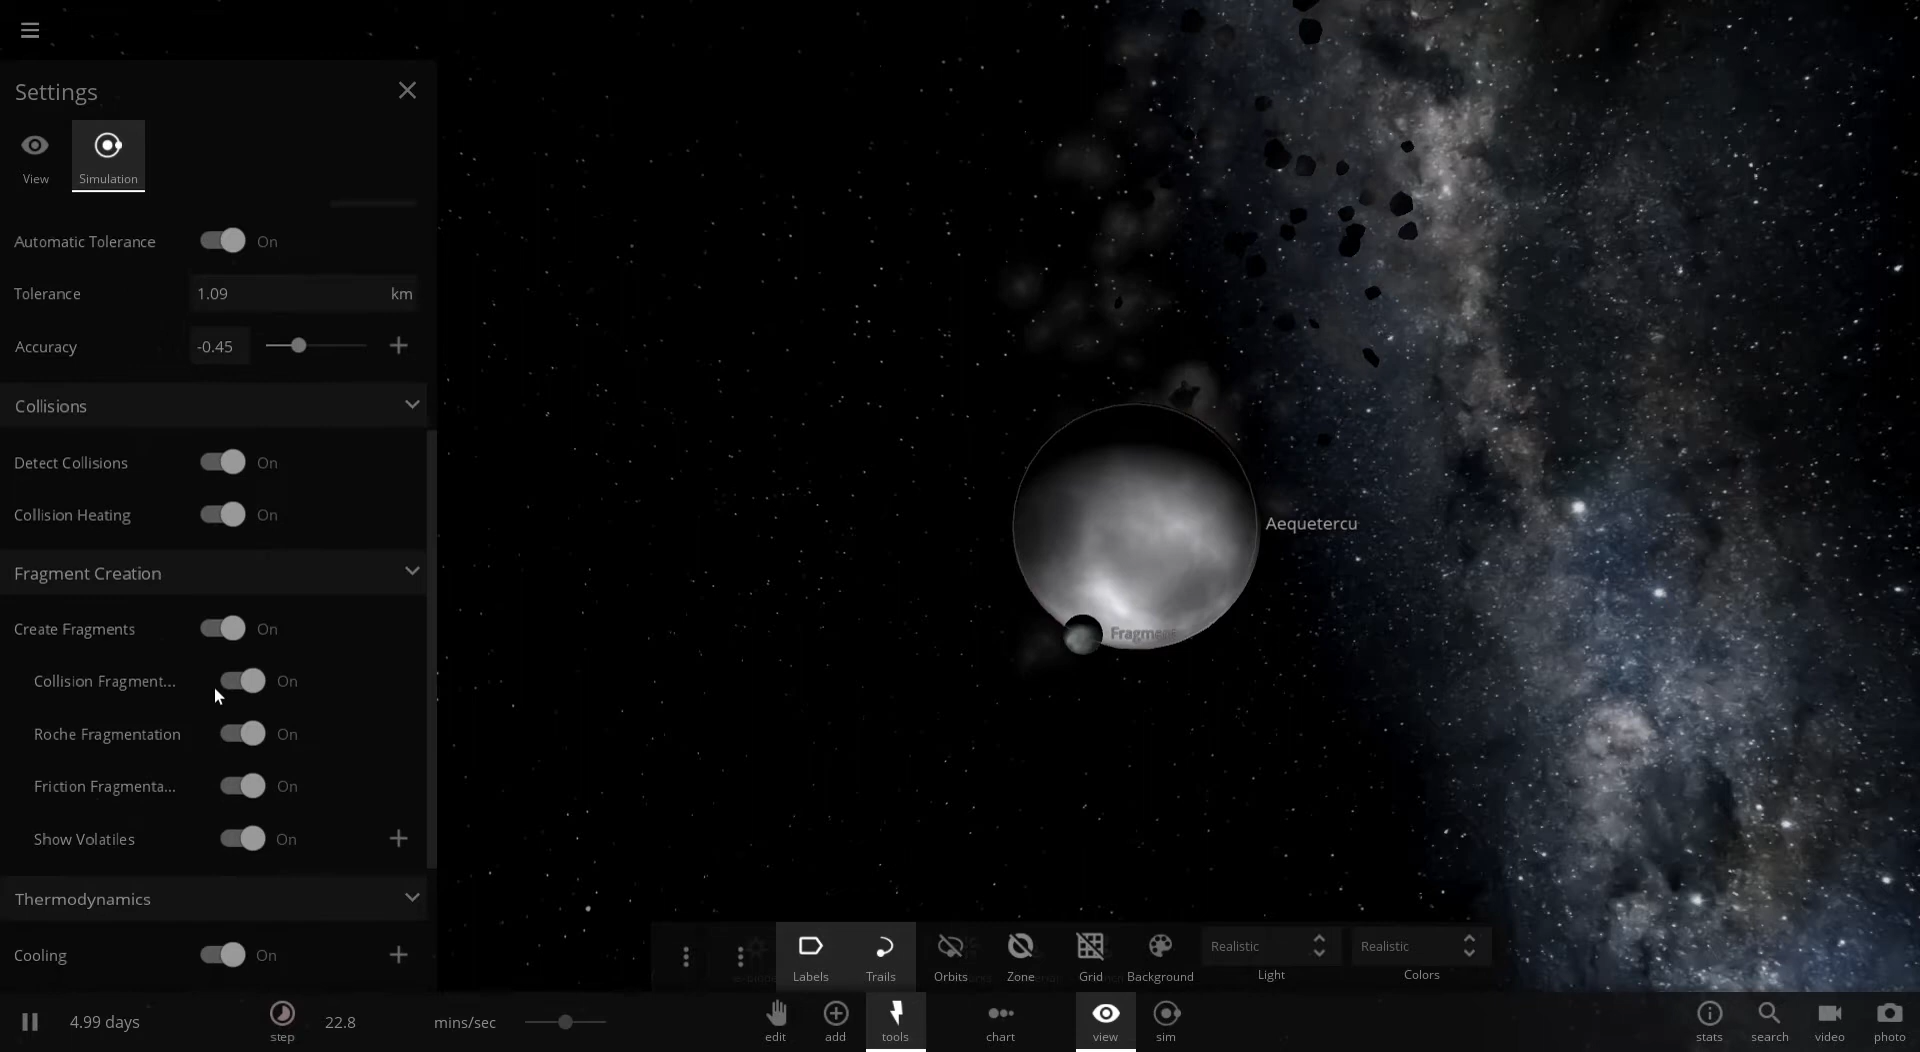 Settings
View
Simulation
Automatic Tolerance On
Tolerance 1.09 km
Accuracy -0.45
Collisions
Detect Collisions On
Collision Heating On
Fragment Creation
Create Fragments On
Collision Fragment... On
Roche Fragmentation On
Friction Fragmenta... On
Show Volatiles On
Thermodynamics
Cooling On
Aequetercu
Fragment
Labels
Trails
Orbits
Zone
Grid
Background
Realistic
Light
Realistic
Colors
4.99 days
step
22.8
mins/sec
edit
add
tools
chart
view
sim
stats
search
video
photo